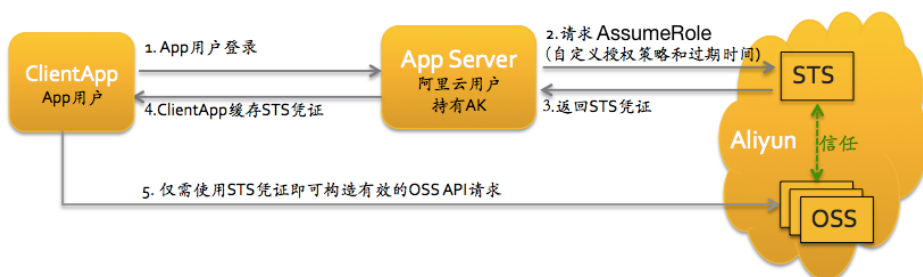 1. App用户登录
2.请求 AssumeRole
(自定义授权策略和过期时间)
ClientApp
App用户
App Server
阿里云用户
持有AK
STS
4.ClientApp缓存STS凭证
3.返回STS凭证
Aliyun
信任
5. 仅需使用STS凭证即可构造有效的OSS API请求
OSS